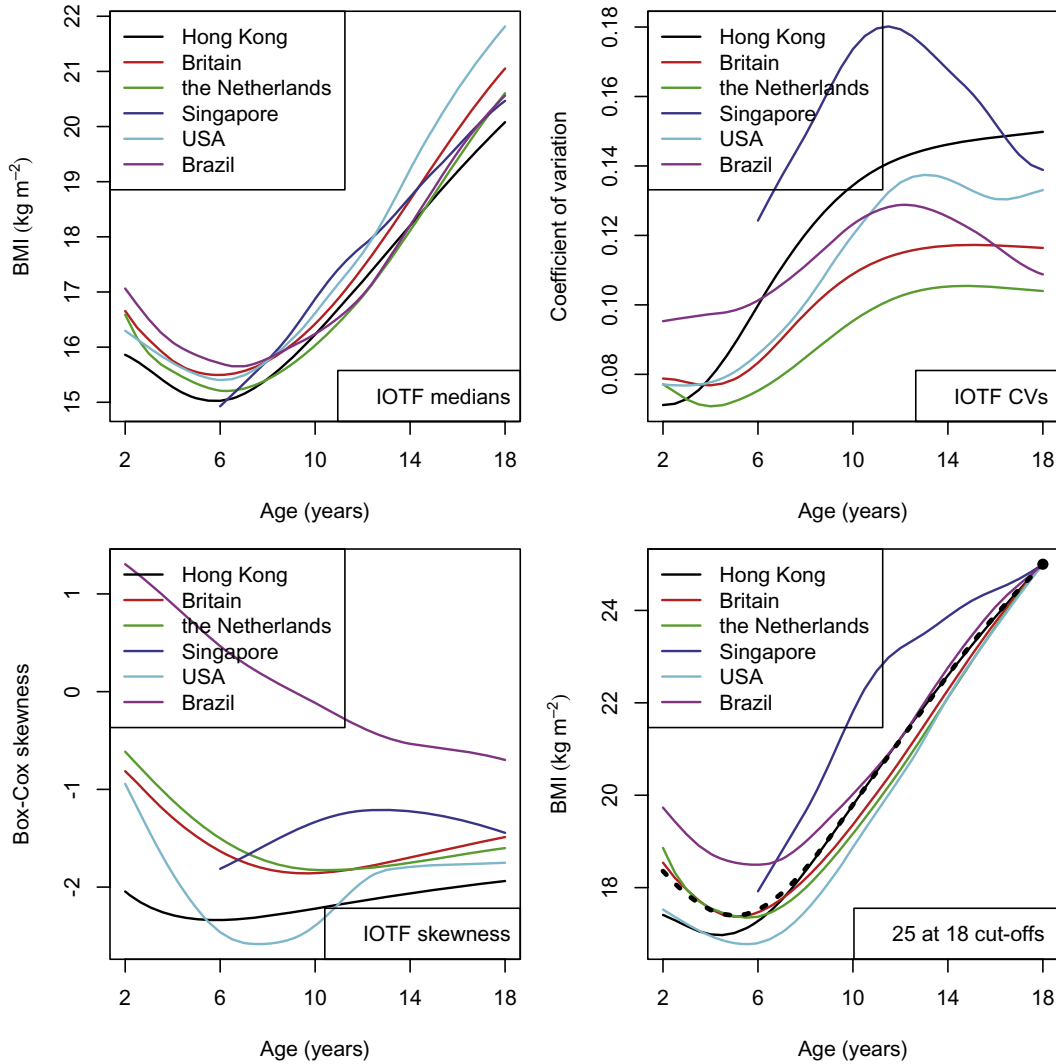 22
21
20
19
18
17
16
15
BMI (kg m−2)
Hong Kong
Britain
the Netherlands
Singapore
USA
Brazil
IOTF medians
2 6 10 14 18
Age (years)
0.18
0.16
0.14
0.12
0.10
0.08
Coefficient of variation
Hong Kong
Britain
the Netherlands
Singapore
USA
Brazil
IOTF CVs
2 6 10 14 18
Age (years)
1
0
-1
-2
Box-Cox skewness
Hong Kong
Britain
the Netherlands
Singapore
USA
Brazil
IOTF skewness
2 6 10 14 18
Age (years)
24
22
20
18
BMI (kg m−2)
Hong Kong
Britain
the Netherlands
Singapore
USA
Brazil
25 at 18 cut-offs
2 6 10 14 18
Age (years)